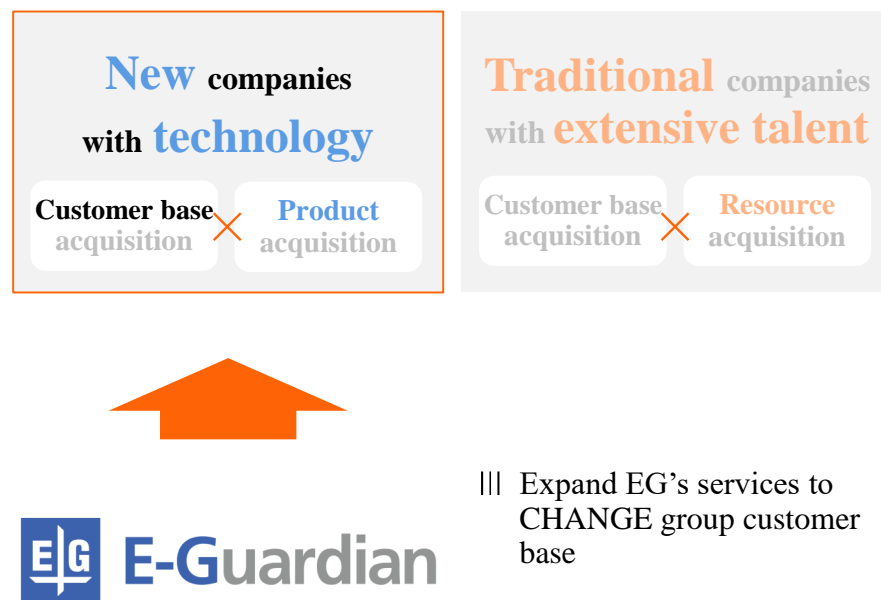 New companies
with technology
Customer base
acquisition
Product
acquisition
Traditional companies
with extensive talent
Customer base
acquisition
Resource
acquisition
EG E-Guardian
Expand EG's services to
CHANGE group customer
base